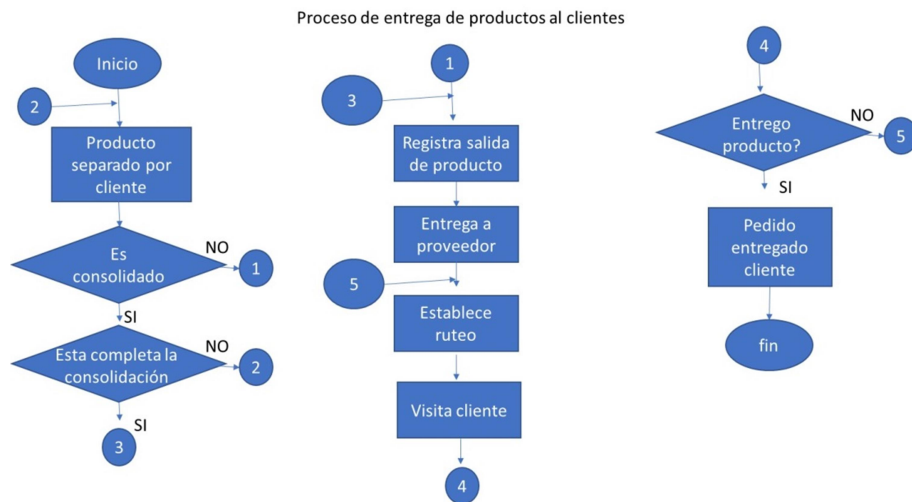 Proceso de entrega de productos al clientes
Inicio
2
Producto
separado por
cliente
Es
consolidado
NO
1
SI
Esta completa la
consolidación
NO
2
SI
3
1
3
Registra salida
de producto
Entrega a
proveedor
5
Establece
ruteo
Visita cliente
4
4
Entrego
producto?
NO
5
SI
Pedido
entregado
cliente
fin